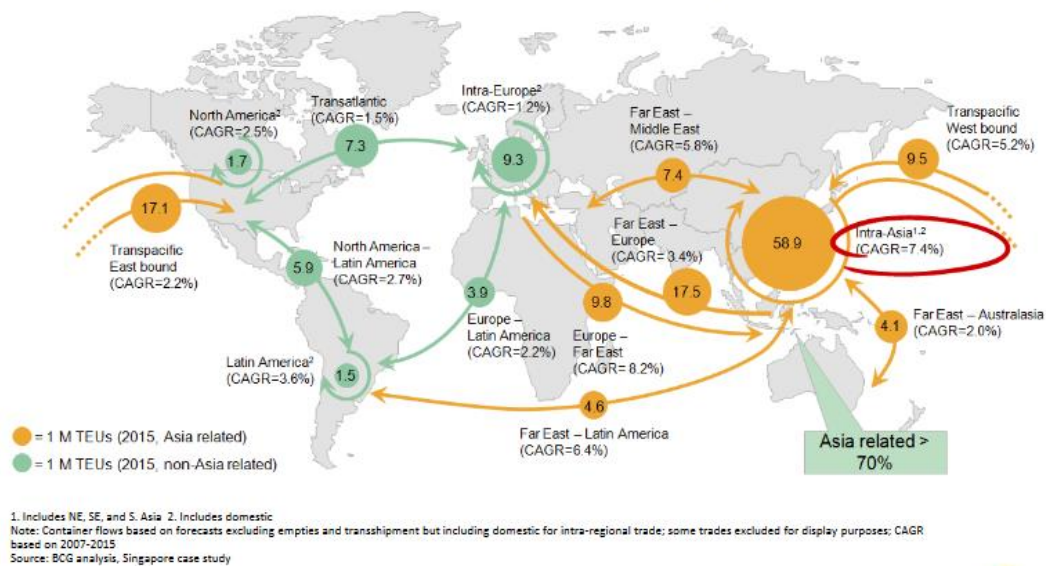 North America²
(CAGR=2.5%)
1.7
Transatlantic
(CAGR=1.5%)
7.3
Intra-Europe²
(CAGR=1.2%)
9.3
Far East –
Middle East
(CAGR=5.8%)
7.4
Transpacific
West bound
(CAGR=5.2%)
9.5
17.1
Transpacific
East bound
(CAGR=2.2%)
North America –
Latin America
(CAGR=2.7%)
5.9
3.9
Europe –
Latin America
(CAGR=2.2%)
Far East –
Europe
(CAGR= 3.4%)
17.5
9.8
Europe –
Far East
(CAGR= 8.2%)
58.9
Intra-Asia¹,²
(CAGR=7.4%)
4.1
Far East – Australasia
(CAGR=2.0%)
Latin America²
(CAGR=3.6%)
1.5
4.6
Far East – Latin America
(CAGR=6.4%)
Asia related >
70%
= 1 M TEUs (2015, Asia related)
= 1 M TEUs (2015, non-Asia related)
1. Includes NE, SE, and S. Asia 2. Includes domestic
Note: Container flows based on forecasts excluding empties and transshipment but including domestic for intra-regional trade; some trades excluded for display purposes; CAGR
based on 2007-2015
Source: BCG analysis, Singapore case study